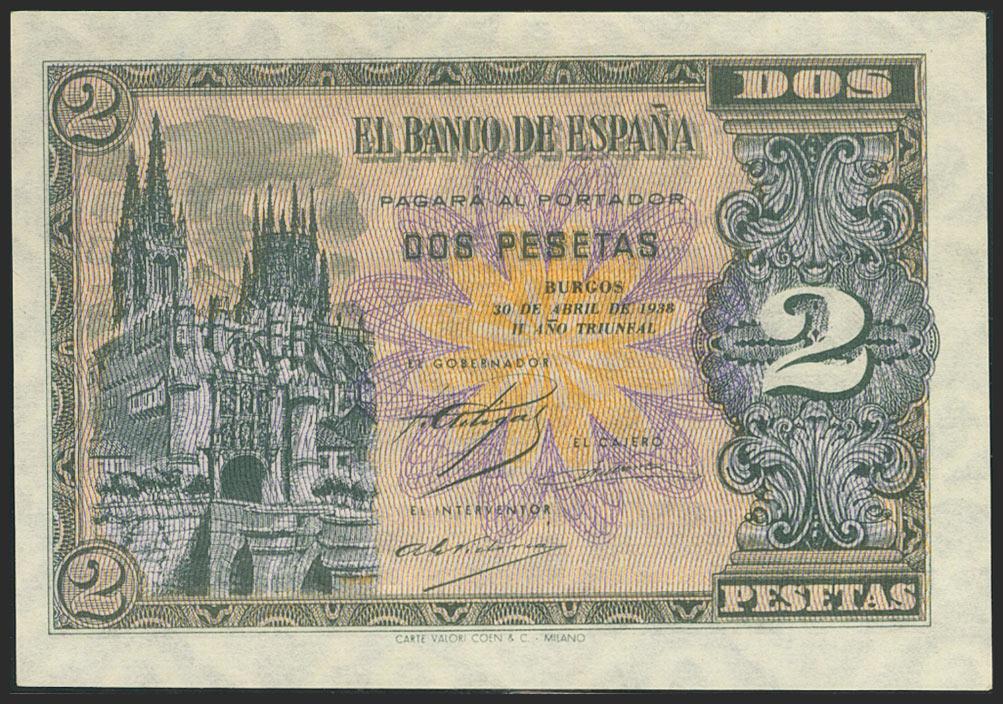 2
DOS
EL BANCO DE ESPAÑA
PAGARÁ AL PORTADOR
DOS PESETAS
BURGOS
30 DE ABRIL DE 1938
II AÑO TRIUNFAL
2
EL GOBERNADOR
EL CAJERO
EL INTERVENTOR
2
PESETAS
CARTE VALORI COEN & C. - MILANO